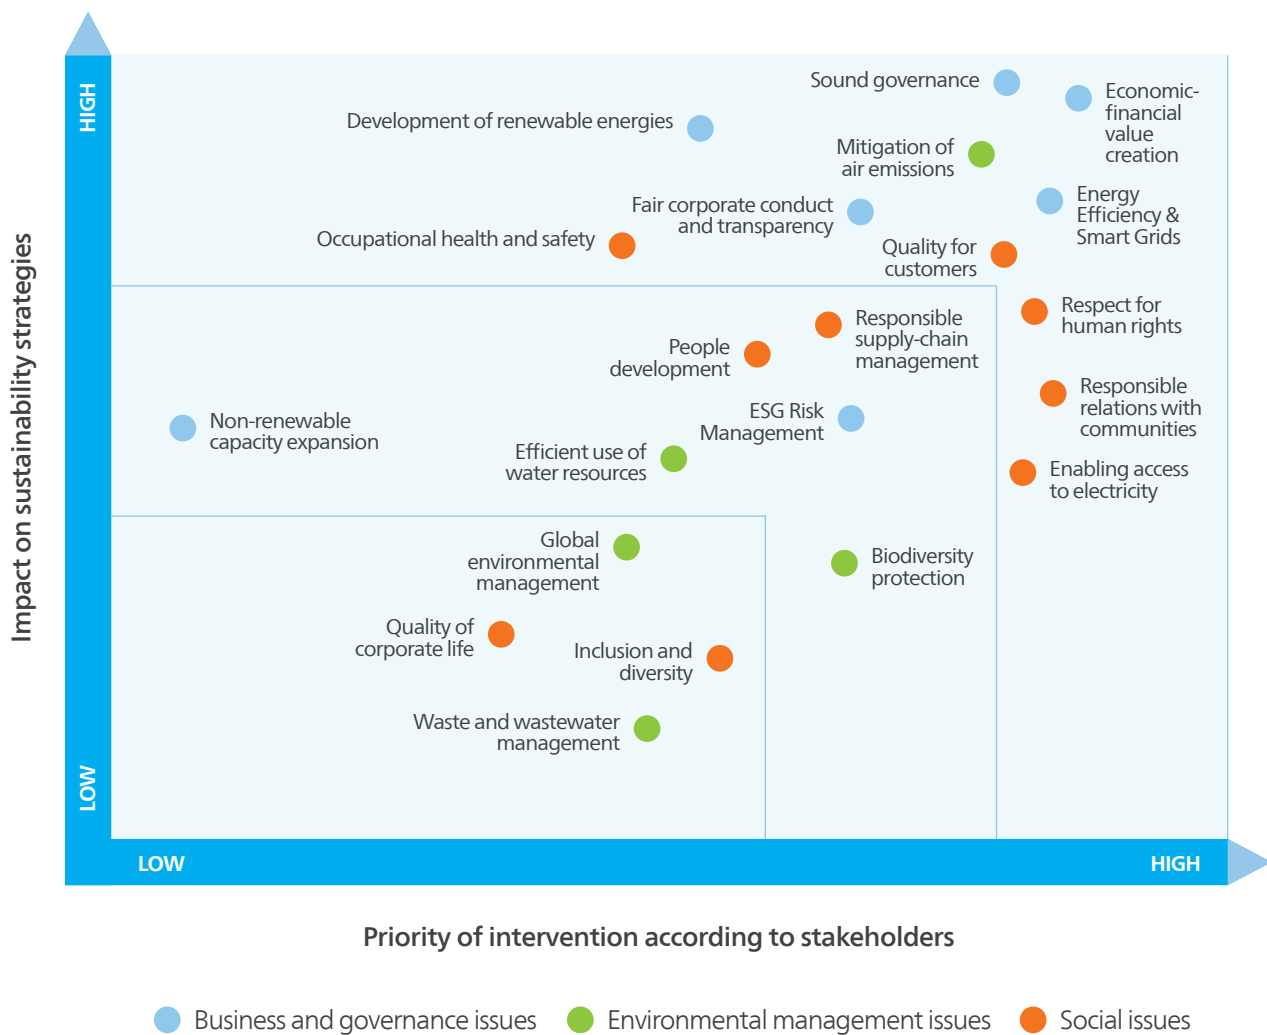 HIGH
Sound governance
Economic-
financial
value
creation
Development of renewable energies
Mitigation of
air emissions
Energy
Efficiency &
Smart Grids
Fair corporate conduct
and transparency
Occupational health and safety
Quality for
customers
Respect for
human rights
Responsible
supply-chain
management
People
development
Responsible
relations with
communities
Non-renewable
capacity expansion
ESG Risk
Management
Efficient use of
water resources
Enabling access
to electricity
Global
environmental
management
Biodiversity
protection
Quality of
corporate life
Inclusion and
diversity
Waste and wastewater
management
Impact on sustainability strategies
LOW
LOW
HIGH
Priority of intervention according to stakeholders
Business and governance issues
Environmental management issues
Social issues